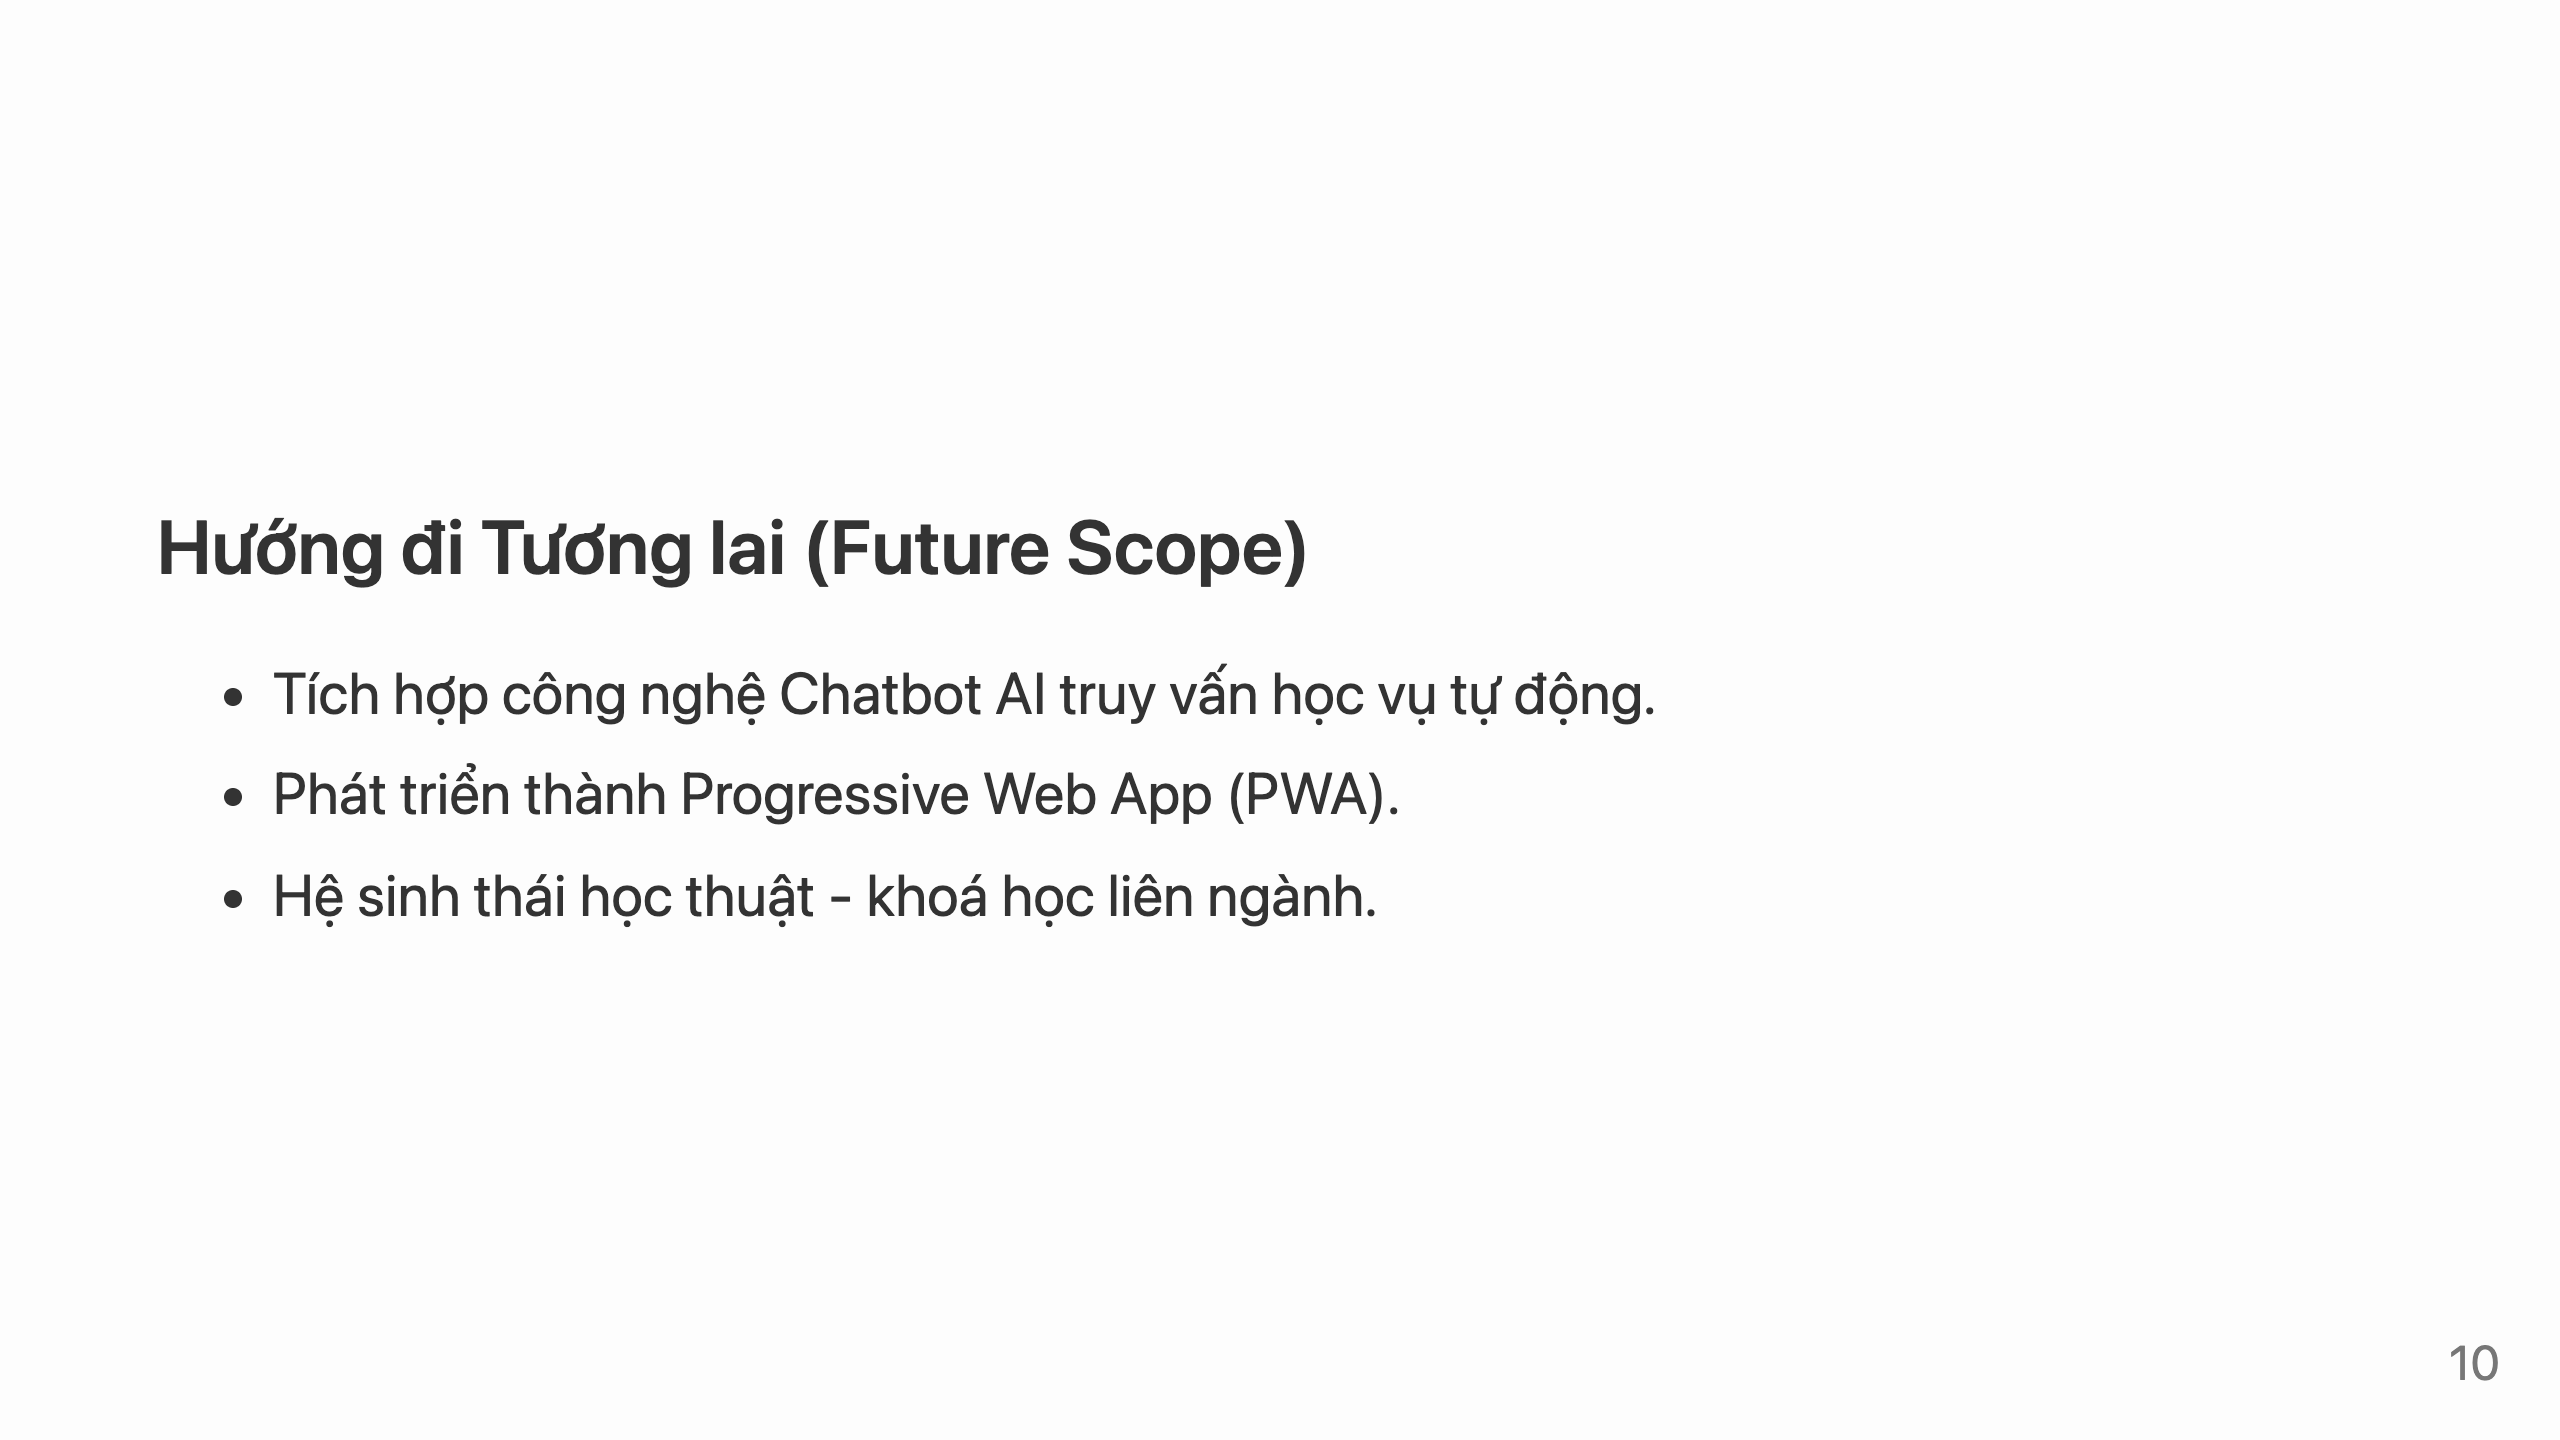 Hướng đi Tương lai (Future Scope)
• Tích hợp công nghệ Chatbot AI truy vấn học vụ tự động.
• Phát triển thành Progressive Web App (PWA).
• Hệ sinh thái học thuật - khoá học liên ngành.
10